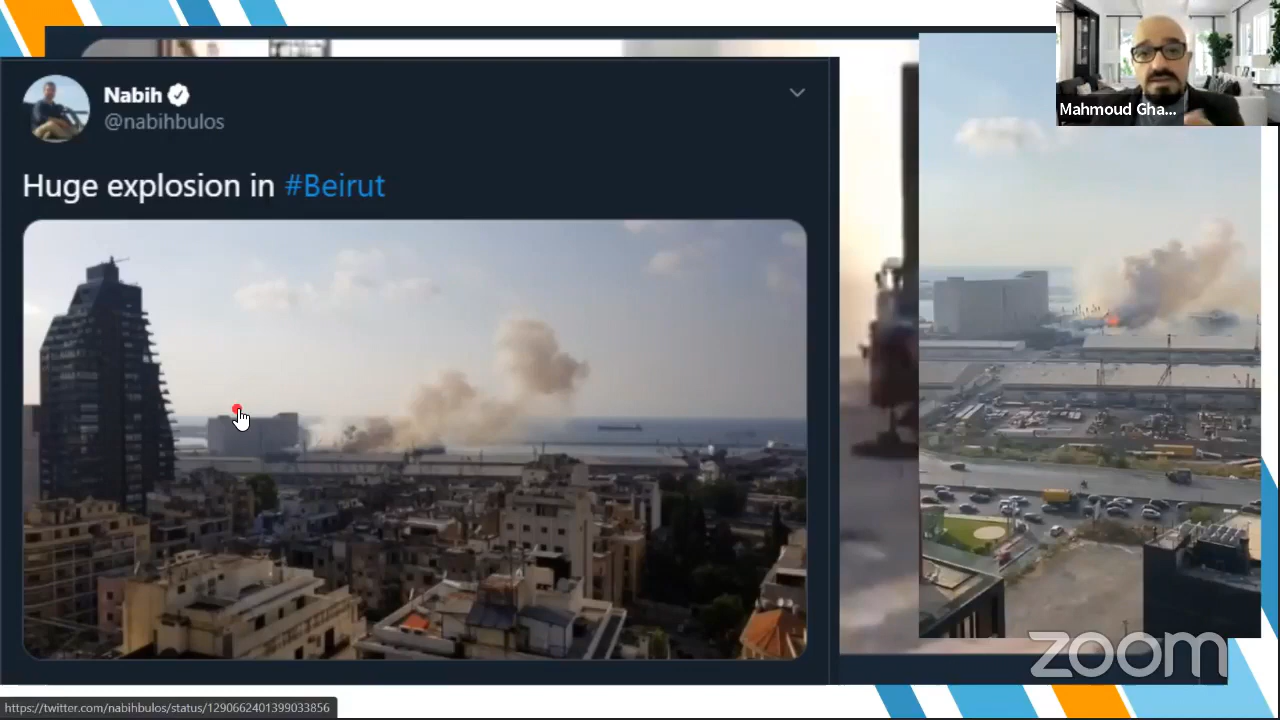 Nabih
@nabihbulos
Huge explosion in #Beirut
Mahmoud Gha...
zoom
https://twitter.com/nabihbulos/status/1290662401399033856